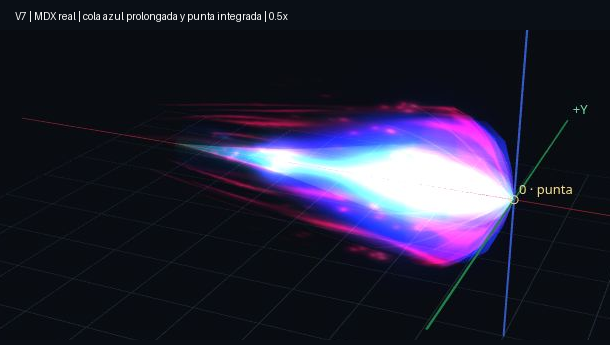 V7 | MDX real | cola azul prolongada y punta integrada | 0.5x
+Y
0 · punta